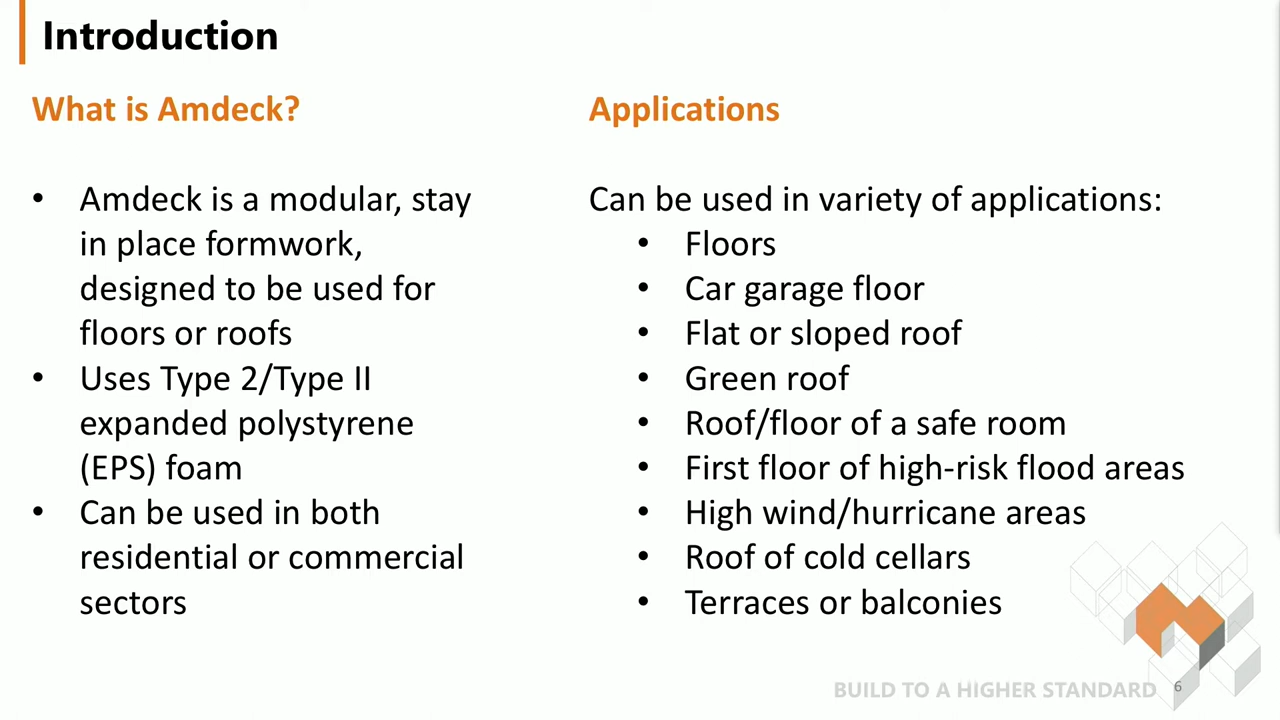 Introduction
What is Amdeck?
• Amdeck is a modular, stay
in place formwork,
designed to be used for
floors or roofs
• Uses Type 2/Type II
expanded polystyrene
(EPS) foam
• Can be used in both
residential or commercial
sectors
Applications
Can be used in variety of applications:
• Floors
• Car garage floor
• Flat or sloped roof
• Green roof
• Roof/floor of a safe room
• First floor of high-risk flood areas
• High wind/hurricane areas
• Roof of cold cellars
• Terraces or balconies
BUILD TO A HIGHER STANDARD 6